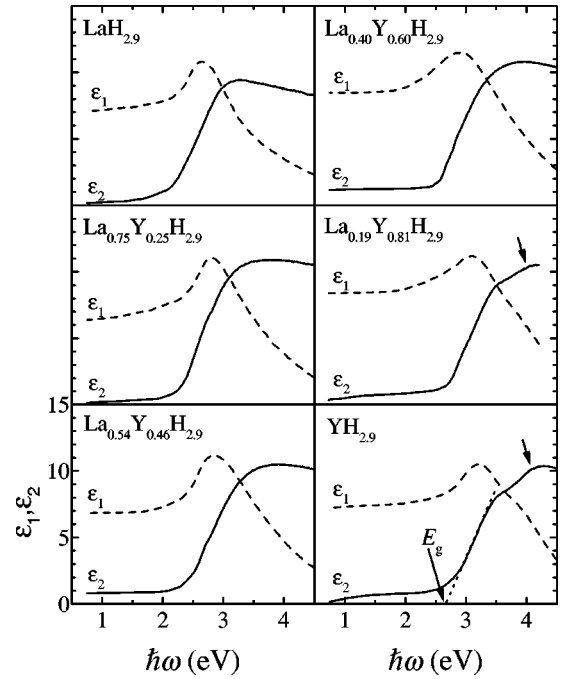 LaH2.9
ε1
ε2
La0.40Y0.60H2.9
ε1
ε2
La0.75Y0.25H2.9
ε1
ε2
La0.19Y0.81H2.9
ε1
ε2
La0.54Y0.46H2.9
ε1
ε2
YH2.9
ε1
Eg
ε2
15
10
5
0
ε1,ε2
1 2 3 4
1 2 3 4
ħω (eV)
ħω (eV)